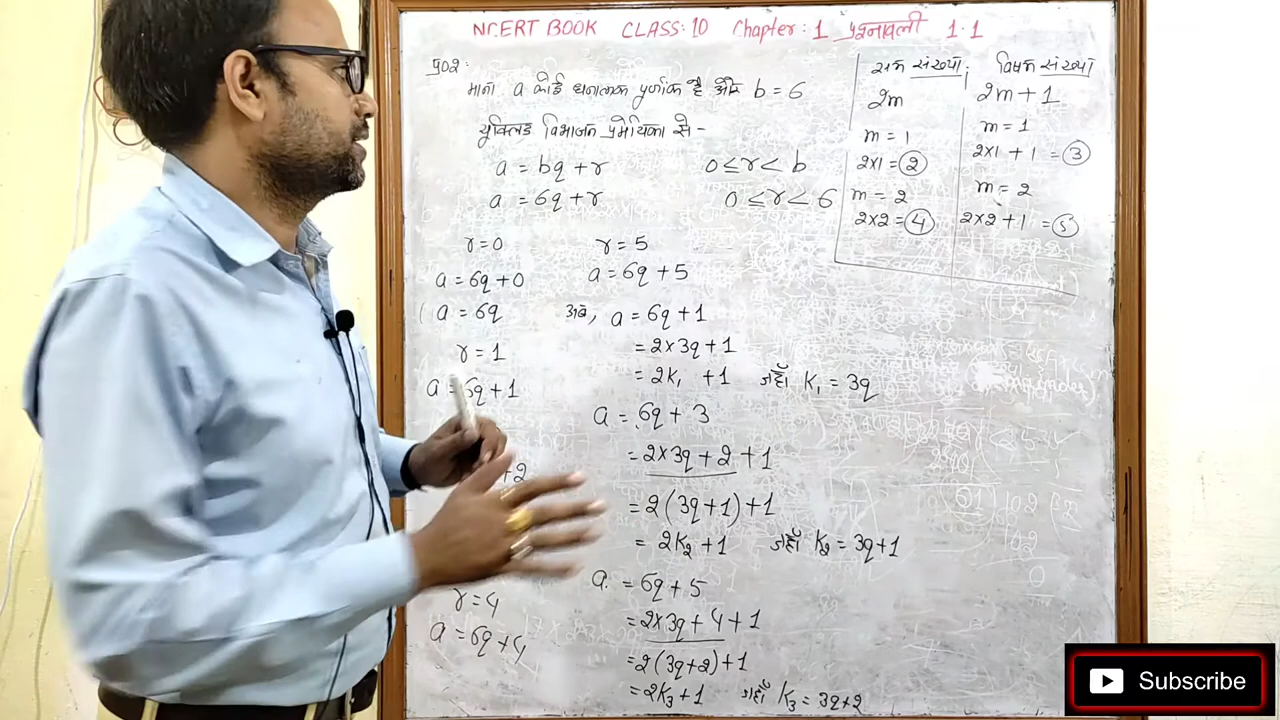 NCERT BOOK CLASS:10 Chapter: 1 प्रश्नावली 1.1
प्र०२:
माना a कोई धनात्मक पूर्णांक है और b = 6
युक्लिड विभाजन प्रमेयिका से -
a = bq + r 0 ≤ r < b
a = 6q + r 0 ≤ r < 6
r = 0
a = 6q + 0
a = 6q
r = 1
a = 6q + 1
+ 2
r = 4
a = 6q + 4
r = 5
a = 6q + 5
अब, a = 6q + 1
= 2×3q + 1
= 2K₁ + 1 जहाँ K₁ = 3q
a = 6q + 3
= 2×3q + 2 + 1
= 2(3q+1) + 1
= 2K₂ + 1 जहाँ K₂ = 3q+1
a = 6q + 5
= 2×3q + 4 + 1
= 2(3q+2) + 1
= 2K₃ + 1 जहाँ K₃ = 3q+2
सम संख्या:
2m
m = 1
2×1 = 2
m = 2
2×2 = 4
विषम संख्या
2m + 1
m = 1
2×1 + 1 = 3
m = 2
2×2 + 1 = 5
Subscribe